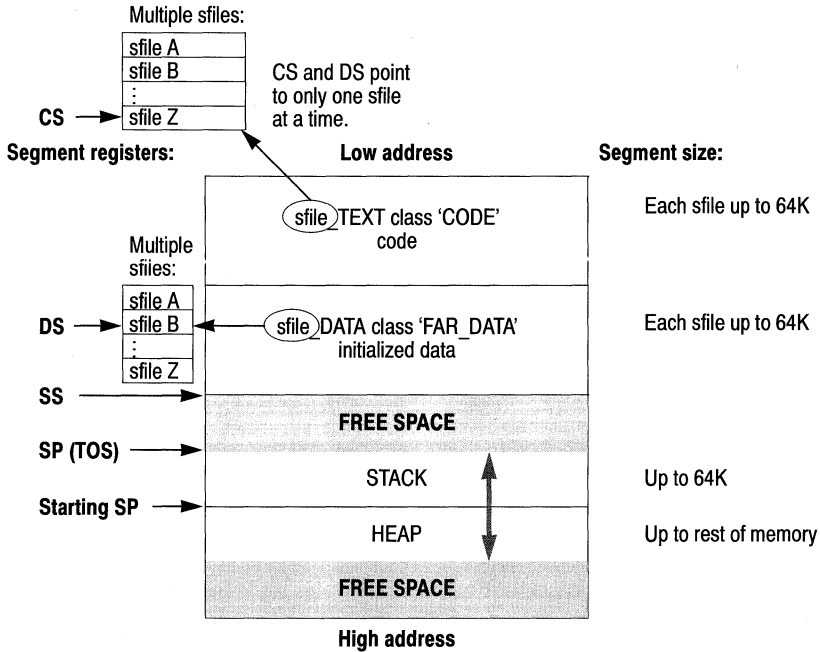 Multiple sfiles:
sfile A
sfile B
⋮
sfile Z
CS
CS and DS point
to only one sfile
at a time.
Segment registers:
Low address
Segment size:
sfile_TEXT class ‘CODE’
code
Each sfile up to 64K
Multiple
sfiies:
sfile A
sfile B
⋮
sfile Z
DS
sfile_DATA class ‘FAR_DATA’
initialized data
Each sfile up to 64K
SS
FREE SPACE
SP (TOS)
STACK
Up to 64K
Starting SP
HEAP
Up to rest of memory
FREE SPACE
High address